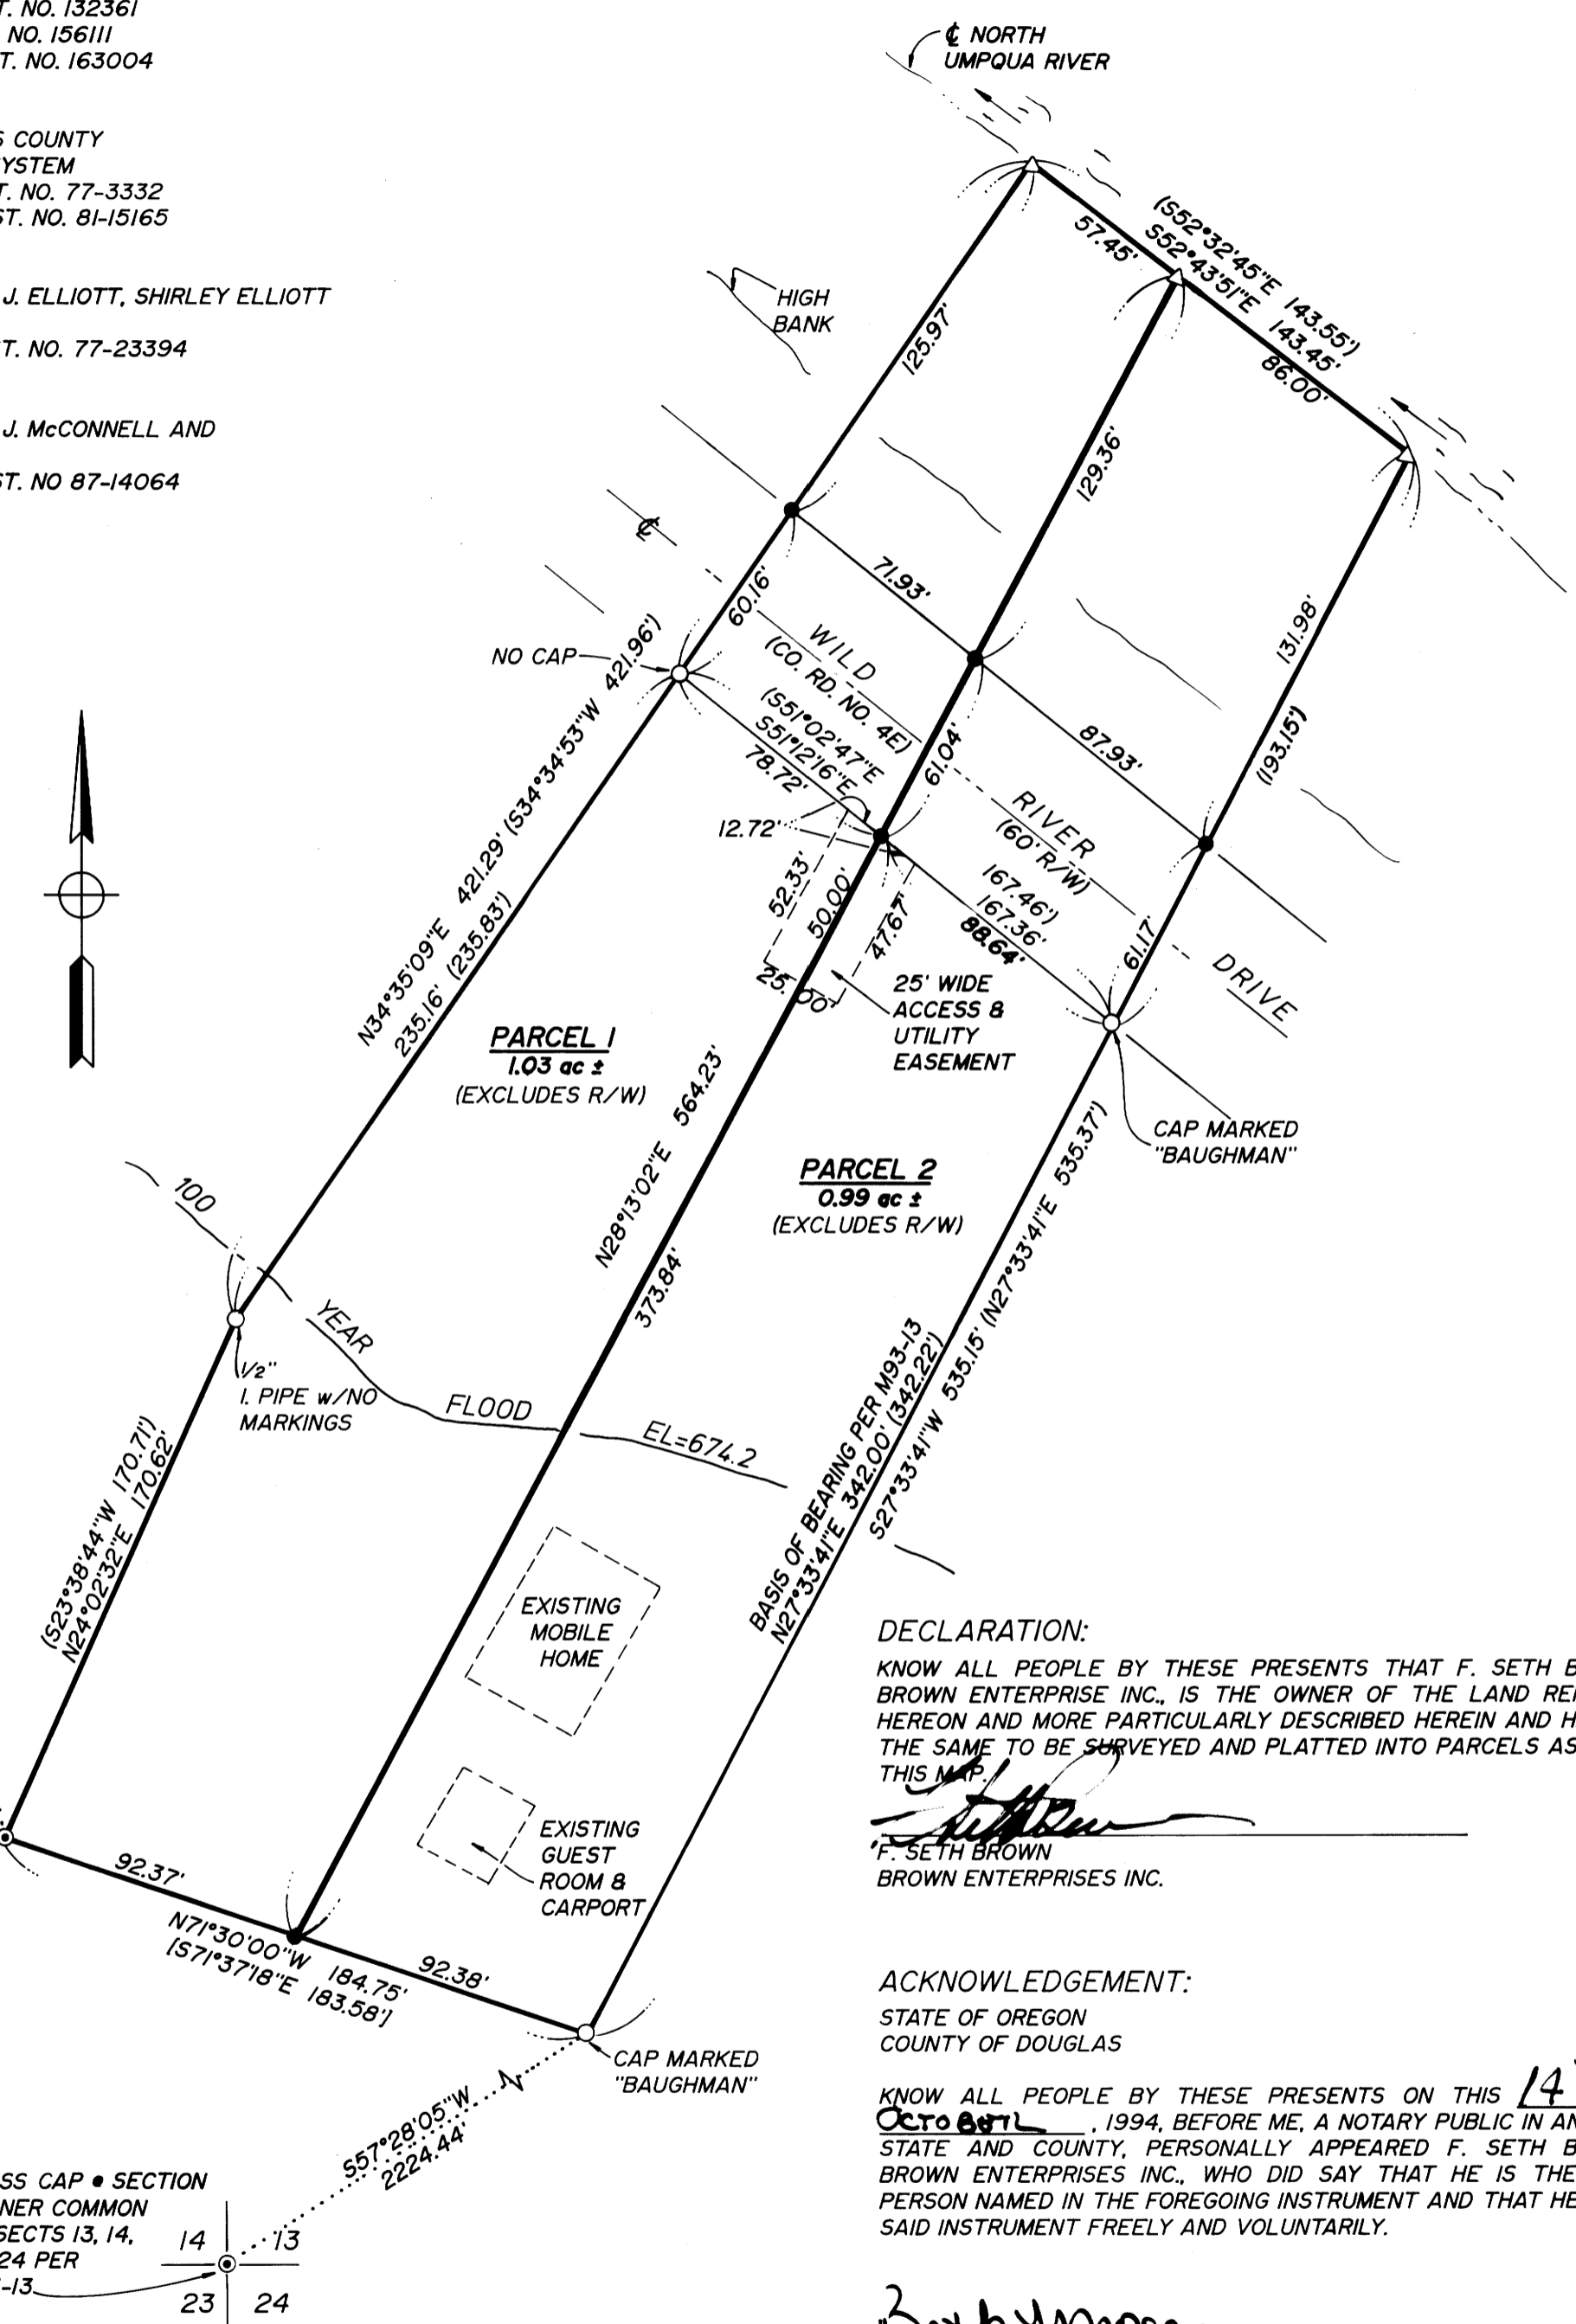 T. NO. 132361
NO. 156111
T. NO. 163004
S COUNTY
YSTEM
T. NO. 77-3332
ST. NO. 81-15165
J. ELLIOTT, SHIRLEY ELLIOTT
T. NO. 77-23394
J. McCONNELL AND
ST. NO 87-14064
℄ NORTH
UMPQUA RIVER
(S52°32'45"E 143.55')
S52°43'51"E 143.45'
57.45'
86.00'
HIGH
BANK
125.97'
129.36'
131.98'
(193.15')
℄
71.93'
87.93'
60.16'
61.04'
61.17'
NO CAP
WILD
RIVER
DRIVE
(CO. RD. NO. 4E)
(60' R/W)
(S51°02'47"E 167.46')
S51°12'16"E 167.36'
78.72'
88.64'
12.72'
52.33'
50.00'
47.67'
25.00'
25' WIDE
ACCESS &
UTILITY
EASEMENT
N34°35'09"E 421.29' (S34°34'53"W 421.96')
235.16' (235.83')
PARCEL 1
1.03 ac ±
(EXCLUDES R/W)
N28°13'02"E 564.23'
373.84'
PARCEL 2
0.99 ac ±
(EXCLUDES R/W)
CAP MARKED
"BAUGHMAN"
100
YEAR
FLOOD
EL=674.2
1/2"
I. PIPE w/NO
MARKINGS
BASIS OF BEARING PER M93-13
N27°33'41"E 342.00' (342.22')
S27°33'41"W 535.15' (N27°33'41"E 535.37')
(S23°38'44"W 170.71')
N24°02'32"E 170.62'
EXISTING
MOBILE
HOME
EXISTING
GUEST
ROOM &
CARPORT
92.37'
92.38'
N71°30'00"W 184.75'
[S71°37'18"E 183.58']
CAP MARKED
"BAUGHMAN"
S57°28'05"W
2224.44'
SS CAP • SECTION
NER COMMON
SECTS 13, 14,
24 PER
-13
14 13
23 24
DECLARATION:
KNOW ALL PEOPLE BY THESE PRESENTS THAT F. SETH B
BROWN ENTERPRISE INC., IS THE OWNER OF THE LAND RE
HEREON AND MORE PARTICULARLY DESCRIBED HEREIN AND H
THE SAME TO BE SURVEYED AND PLATTED INTO PARCELS AS
THIS MAP.
F. SETH BROWN
BROWN ENTERPRISES INC.
ACKNOWLEDGEMENT:
STATE OF OREGON
COUNTY OF DOUGLAS
KNOW ALL PEOPLE BY THESE PRESENTS ON THIS 14
OCTOBER, 1994, BEFORE ME, A NOTARY PUBLIC IN AN
STATE AND COUNTY, PERSONALLY APPEARED F. SETH B
BROWN ENTERPRISES INC., WHO DID SAY THAT HE IS THE
PERSON NAMED IN THE FOREGOING INSTRUMENT AND THAT HE
SAID INSTRUMENT FREELY AND VOLUNTARILY.